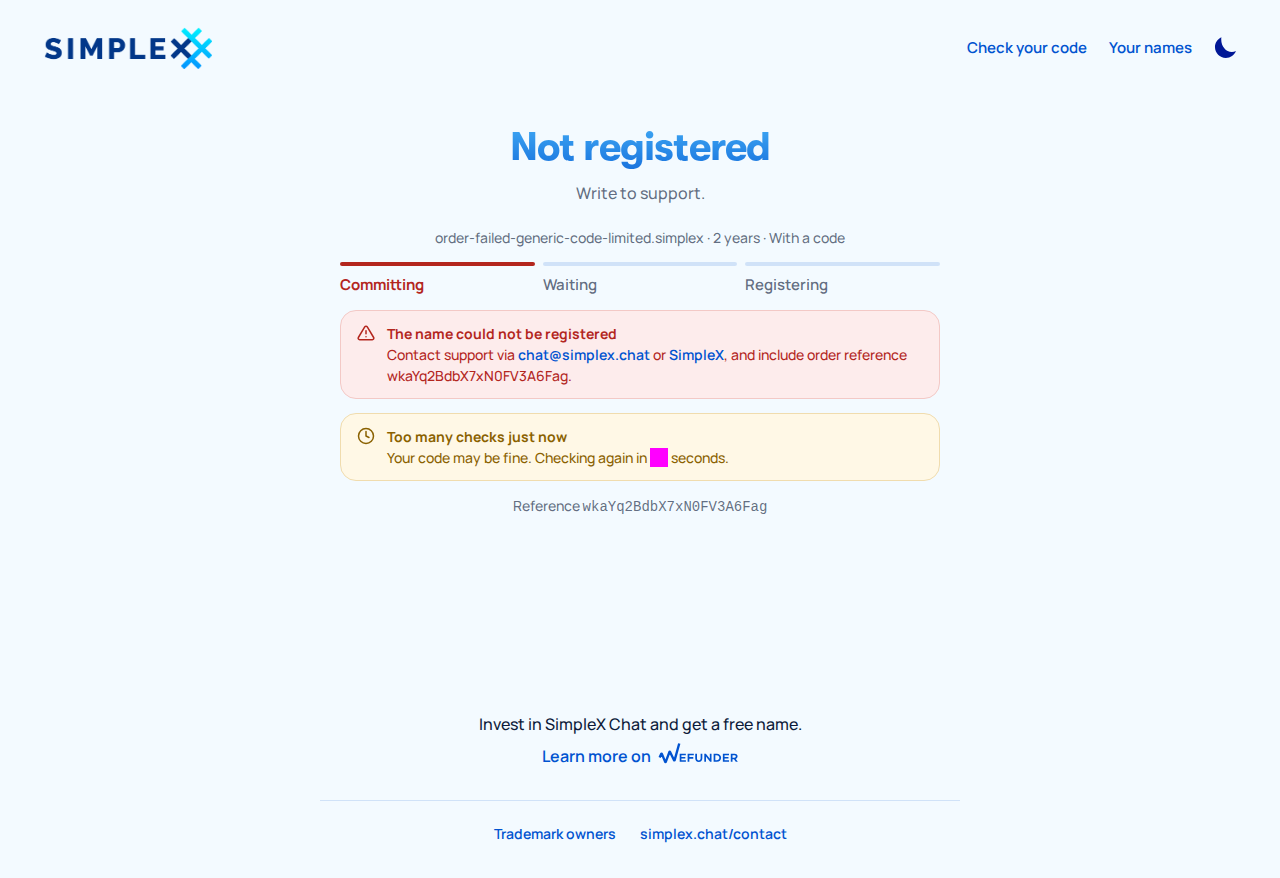 SIMPLEX
Check your code
Your names
Not registered
Write to support.
order-failed-generic-code-limited.simplex · 2 years · With a code
Committing
Waiting
Registering
The name could not be registered
Contact support via chat@simplex.chat or SimpleX, and include order reference
wkaYq2BdbX7xN0FV3A6Fag.
Too many checks just now
Your code may be fine. Checking again in seconds.
Reference wkaYq2BdbX7xN0FV3A6Fag
Invest in SimpleX Chat and get a free name.
Learn more on WEFUNDER
Trademark owners
simplex.chat/contact